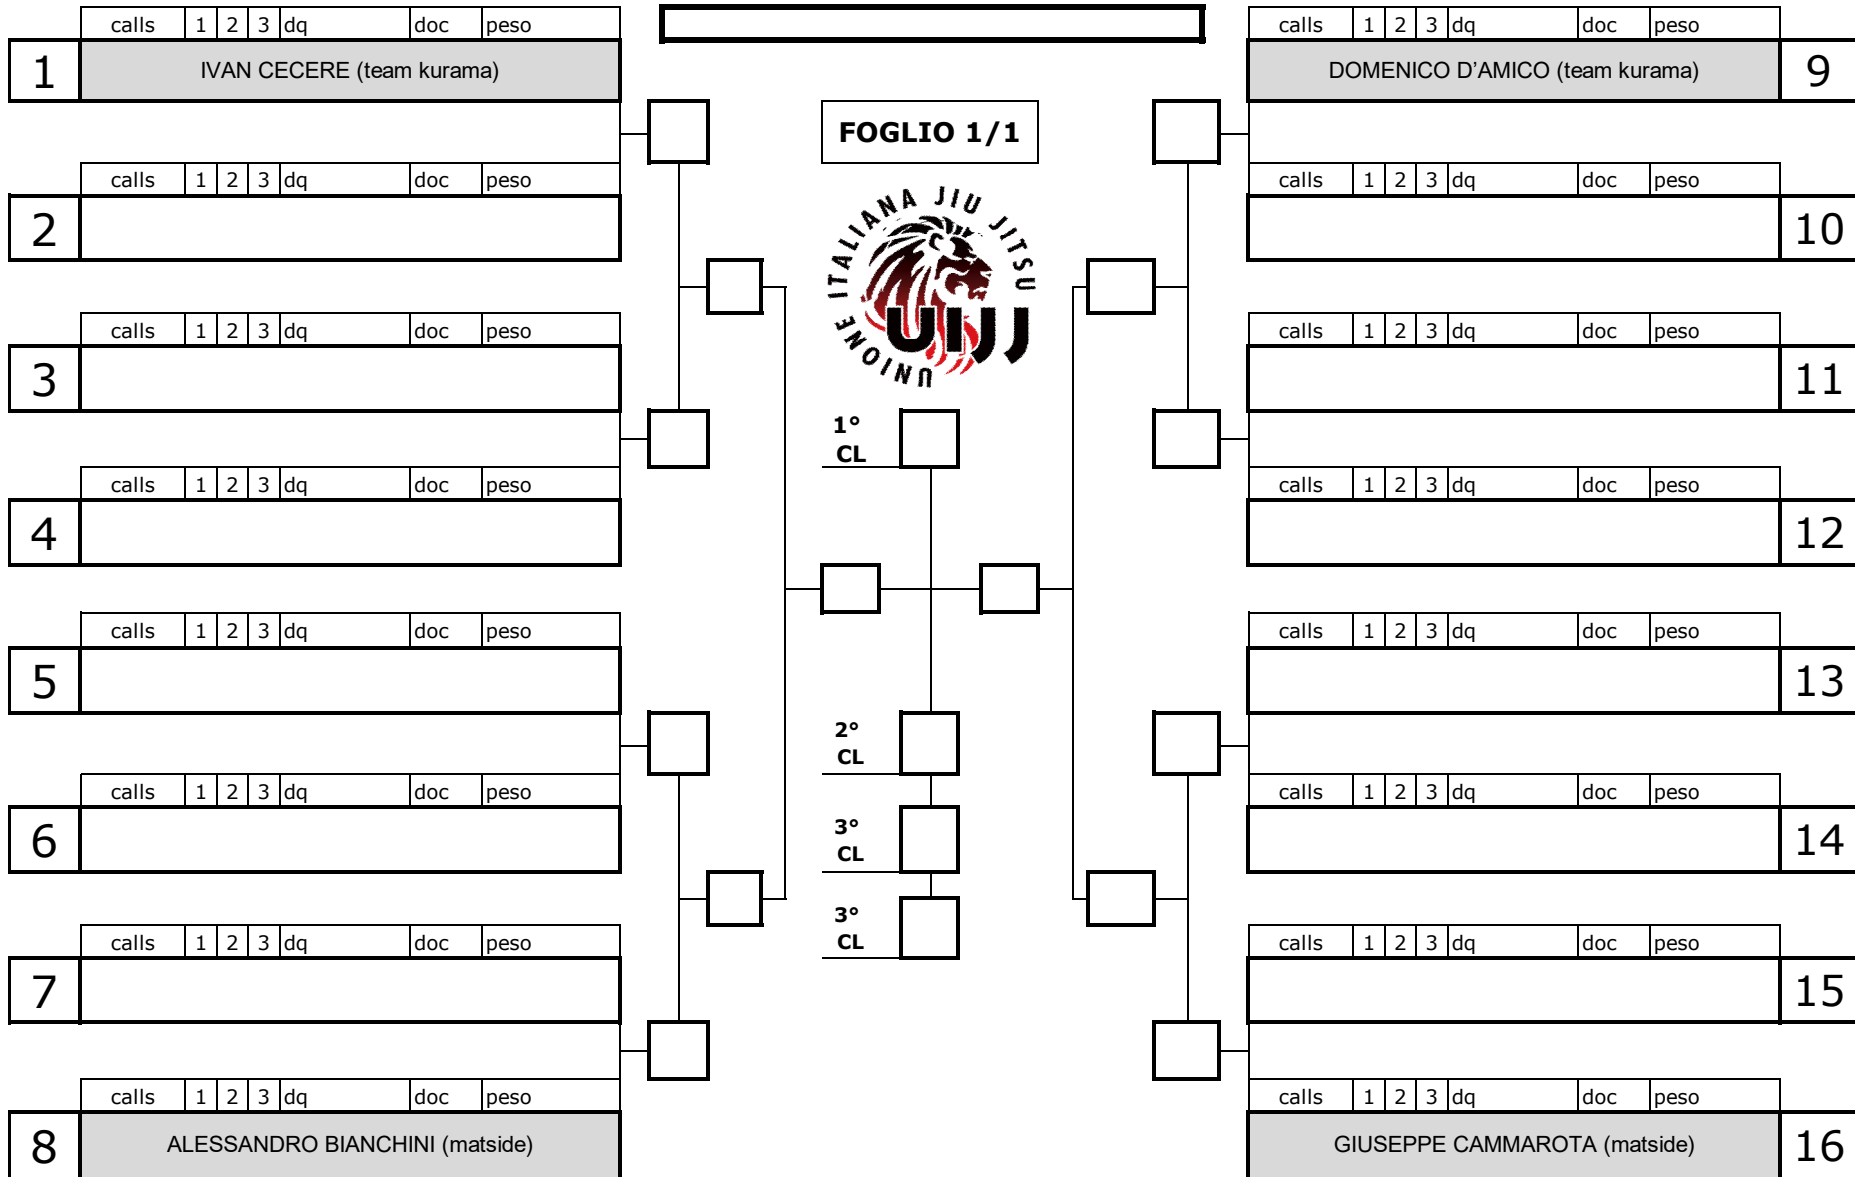 calls 1 2 3 dq doc peso
1 IVAN CECERE (team kurama)
calls 1 2 3 dq doc peso
2
calls 1 2 3 dq doc peso
3
calls 1 2 3 dq doc peso
4
calls 1 2 3 dq doc peso
5
calls 1 2 3 dq doc peso
6
calls 1 2 3 dq doc peso
7
calls 1 2 3 dq doc peso
8 ALESSANDRO BIANCHINI (matside)
FOGLIO 1/1
UNIONE ITALIANA JIU JITSU
UIJJ
1°
CL
2°
CL
3°
CL
3°
CL
calls 1 2 3 dq doc peso
DOMENICO D'AMICO (team kurama) 9
calls 1 2 3 dq doc peso
10
calls 1 2 3 dq doc peso
11
calls 1 2 3 dq doc peso
12
calls 1 2 3 dq doc peso
13
calls 1 2 3 dq doc peso
14
calls 1 2 3 dq doc peso
15
calls 1 2 3 dq doc peso
GIUSEPPE CAMMAROTA (matside) 16